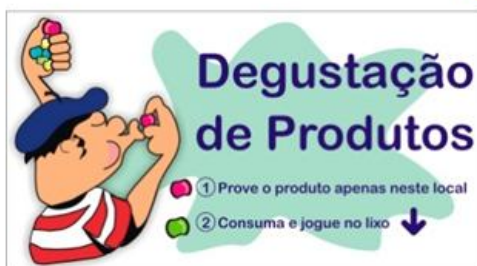 Degustação
de Produtos
1 Prove o produto apenas neste local
2 Consuma e jogue no lixo